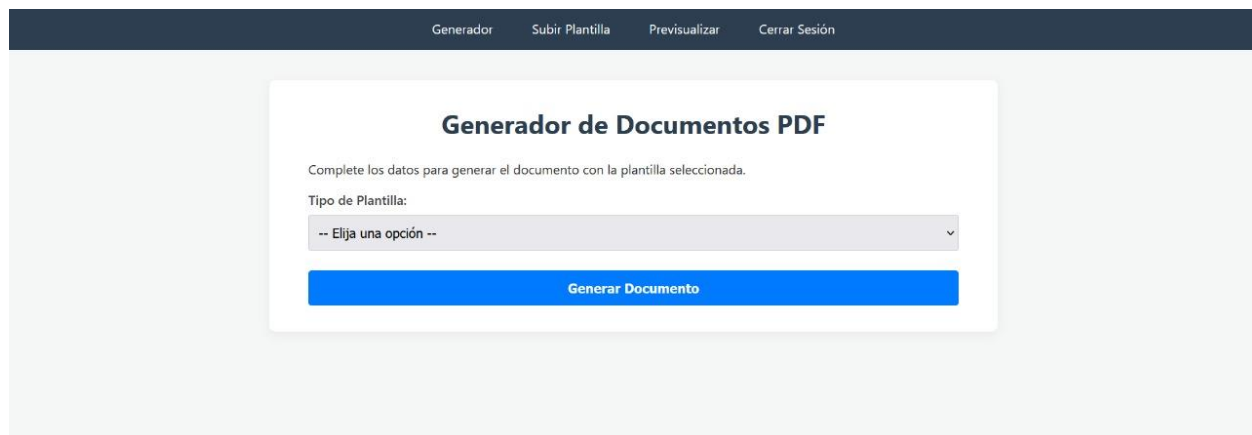 Generador Subir Plantilla Previsualizar Cerrar Sesión
Generador de Documentos PDF
Complete los datos para generar el documento con la plantilla seleccionada.
Tipo de Plantilla:
-- Elija una opción --
Generar Documento